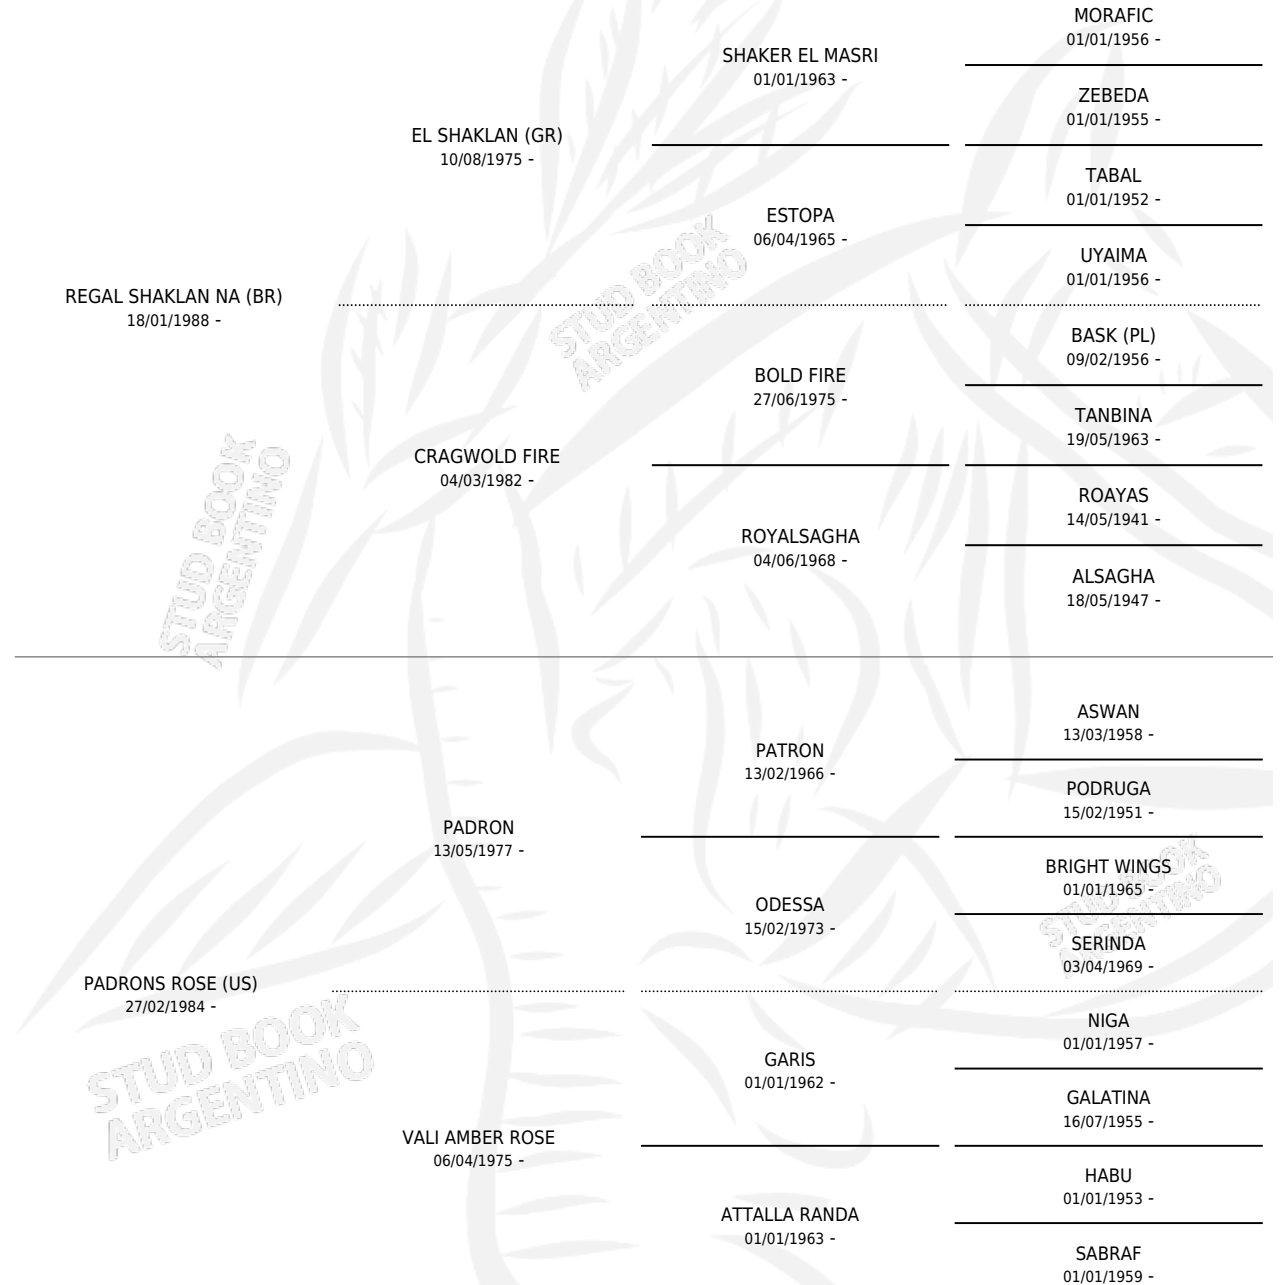 MORAFIC
01/01/1956 -
SHAKER EL MASRI
01/01/1963 -
ZEBEDA
01/01/1955 -
EL SHAKLAN (GR)
10/08/1975 -
TABAL
01/01/1952 -
ESTOPA
06/04/1965 -
UYAIMA
01/01/1956 -
REGAL SHAKLAN NA (BR)
18/01/1988 -
BASK (PL)
09/02/1956 -
BOLD FIRE
27/06/1975 -
TANBINA
19/05/1963 -
CRAGWOLD FIRE
04/03/1982 -
ROAYAS
14/05/1941 -
ROYALSAGHA
04/06/1968 -
ALSAGHA
18/05/1947 -
STUD BOOK
ARGENTINO
STUD BOOK
ARGENTINO
ASWAN
13/03/1958 -
PATRON
13/02/1966 -
PODRUGA
15/02/1951 -
PADRON
13/05/1977 -
BRIGHT WINGS
01/01/1965 -
ODESSA
15/02/1973 -
SERINDA
03/04/1969 -
PADRONS ROSE (US)
27/02/1984 -
NIGA
01/01/1957 -
GARIS
01/01/1962 -
GALATINA
16/07/1955 -
VALI AMBER ROSE
06/04/1975 -
HABU
01/01/1953 -
ATTALLA RANDA
01/01/1963 -
SABRAF
01/01/1959 -
STUD BOOK
ARGENTINO
STUD BOOK
ARGENTINO